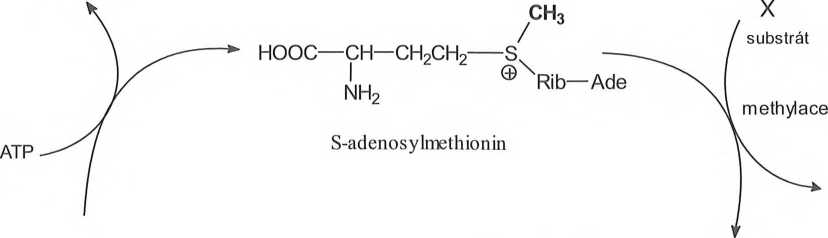 CH3
X
substrát
HOOC—CH—CH2CH2—S
⊕
NH2
Rib—Ade
methylace
ATP
S-adenosylmethionin